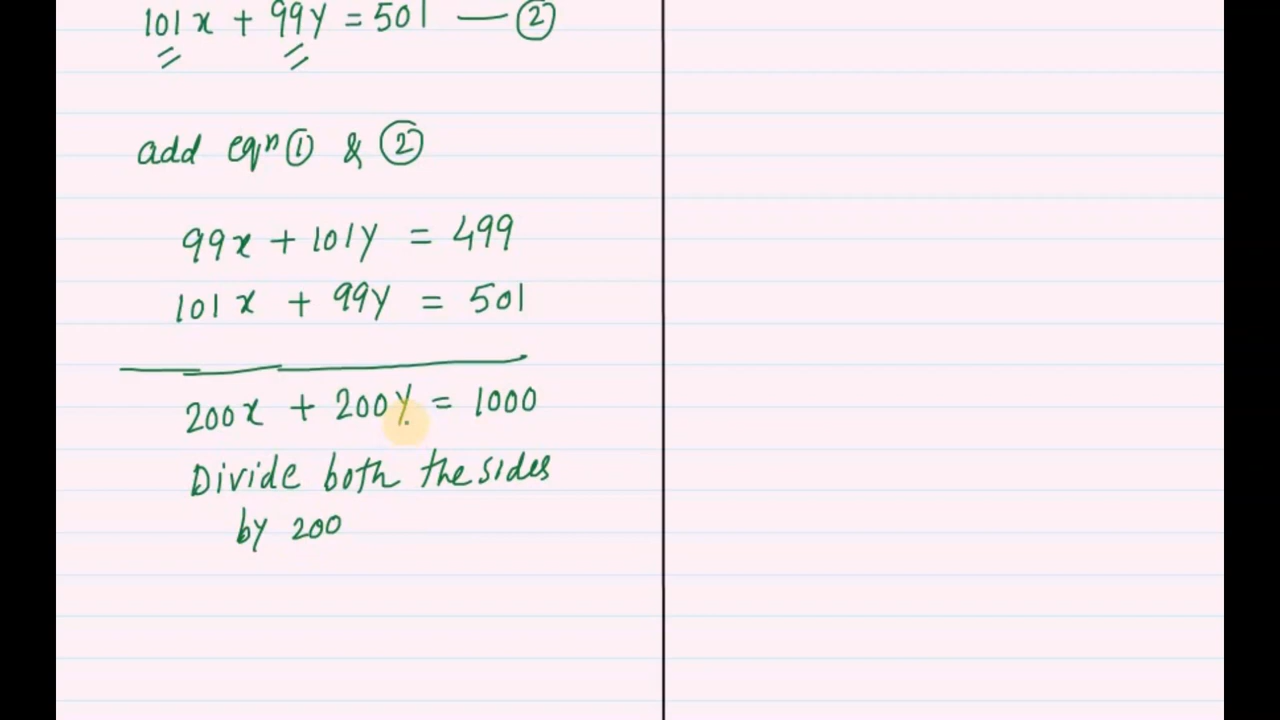 101x + 99y = 501 — ②
add eqⁿ ① & ②
99x + 101y = 499
101x + 99y = 501
200x + 200y = 1000
Divide both the sides
by 200